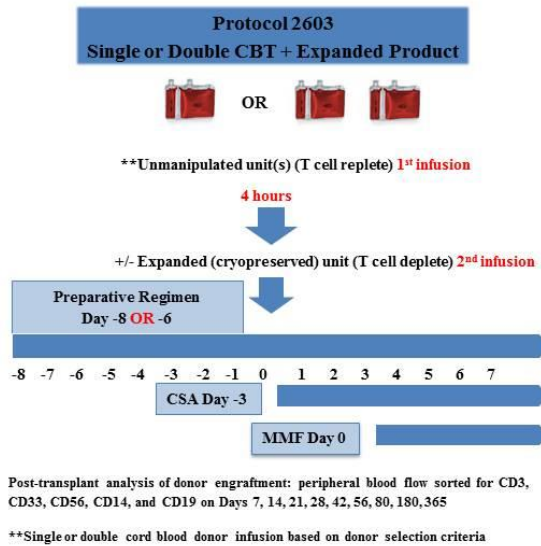 Protocol 2603
Single or Double CBT + Expanded Product
OR
**Unmanipulated unit(s) (T cell replete) 1st infusion
4 hours
+/- Expanded (cryopreserved) unit (T cell deplete) 2nd infusion
Preparative Regimen
Day -8 OR -6
-8 -7 -6 -5 -4 -3 -2 -1 0 1 2 3 4 5 6 7
CSA Day -3
MMF Day 0
Post-transplant analysis of donor engraftment: peripheral blood flow sorted for CD3,
CD33, CD56, CD14, and CD19 on Days 7, 14, 21, 28, 42, 56, 80, 180, 365
**Single or double cord blood donor infusion based on donor selection criteria